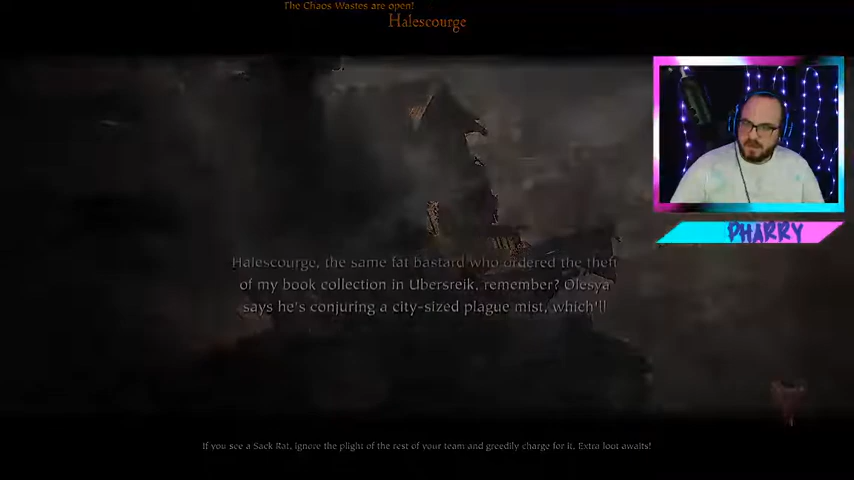 The Chaos Wastes are open!
Halescourge
PHARRY
Halescourge, the same fat bastard who ordered the theft
of my book collection in Ubersreik, remember? Olesya
says he's conjuring a city-sized plague mist, which'll
If you see a Sack Rat, ignore the plight of the rest of your team and greedily charge for it. Extra loot awaits!